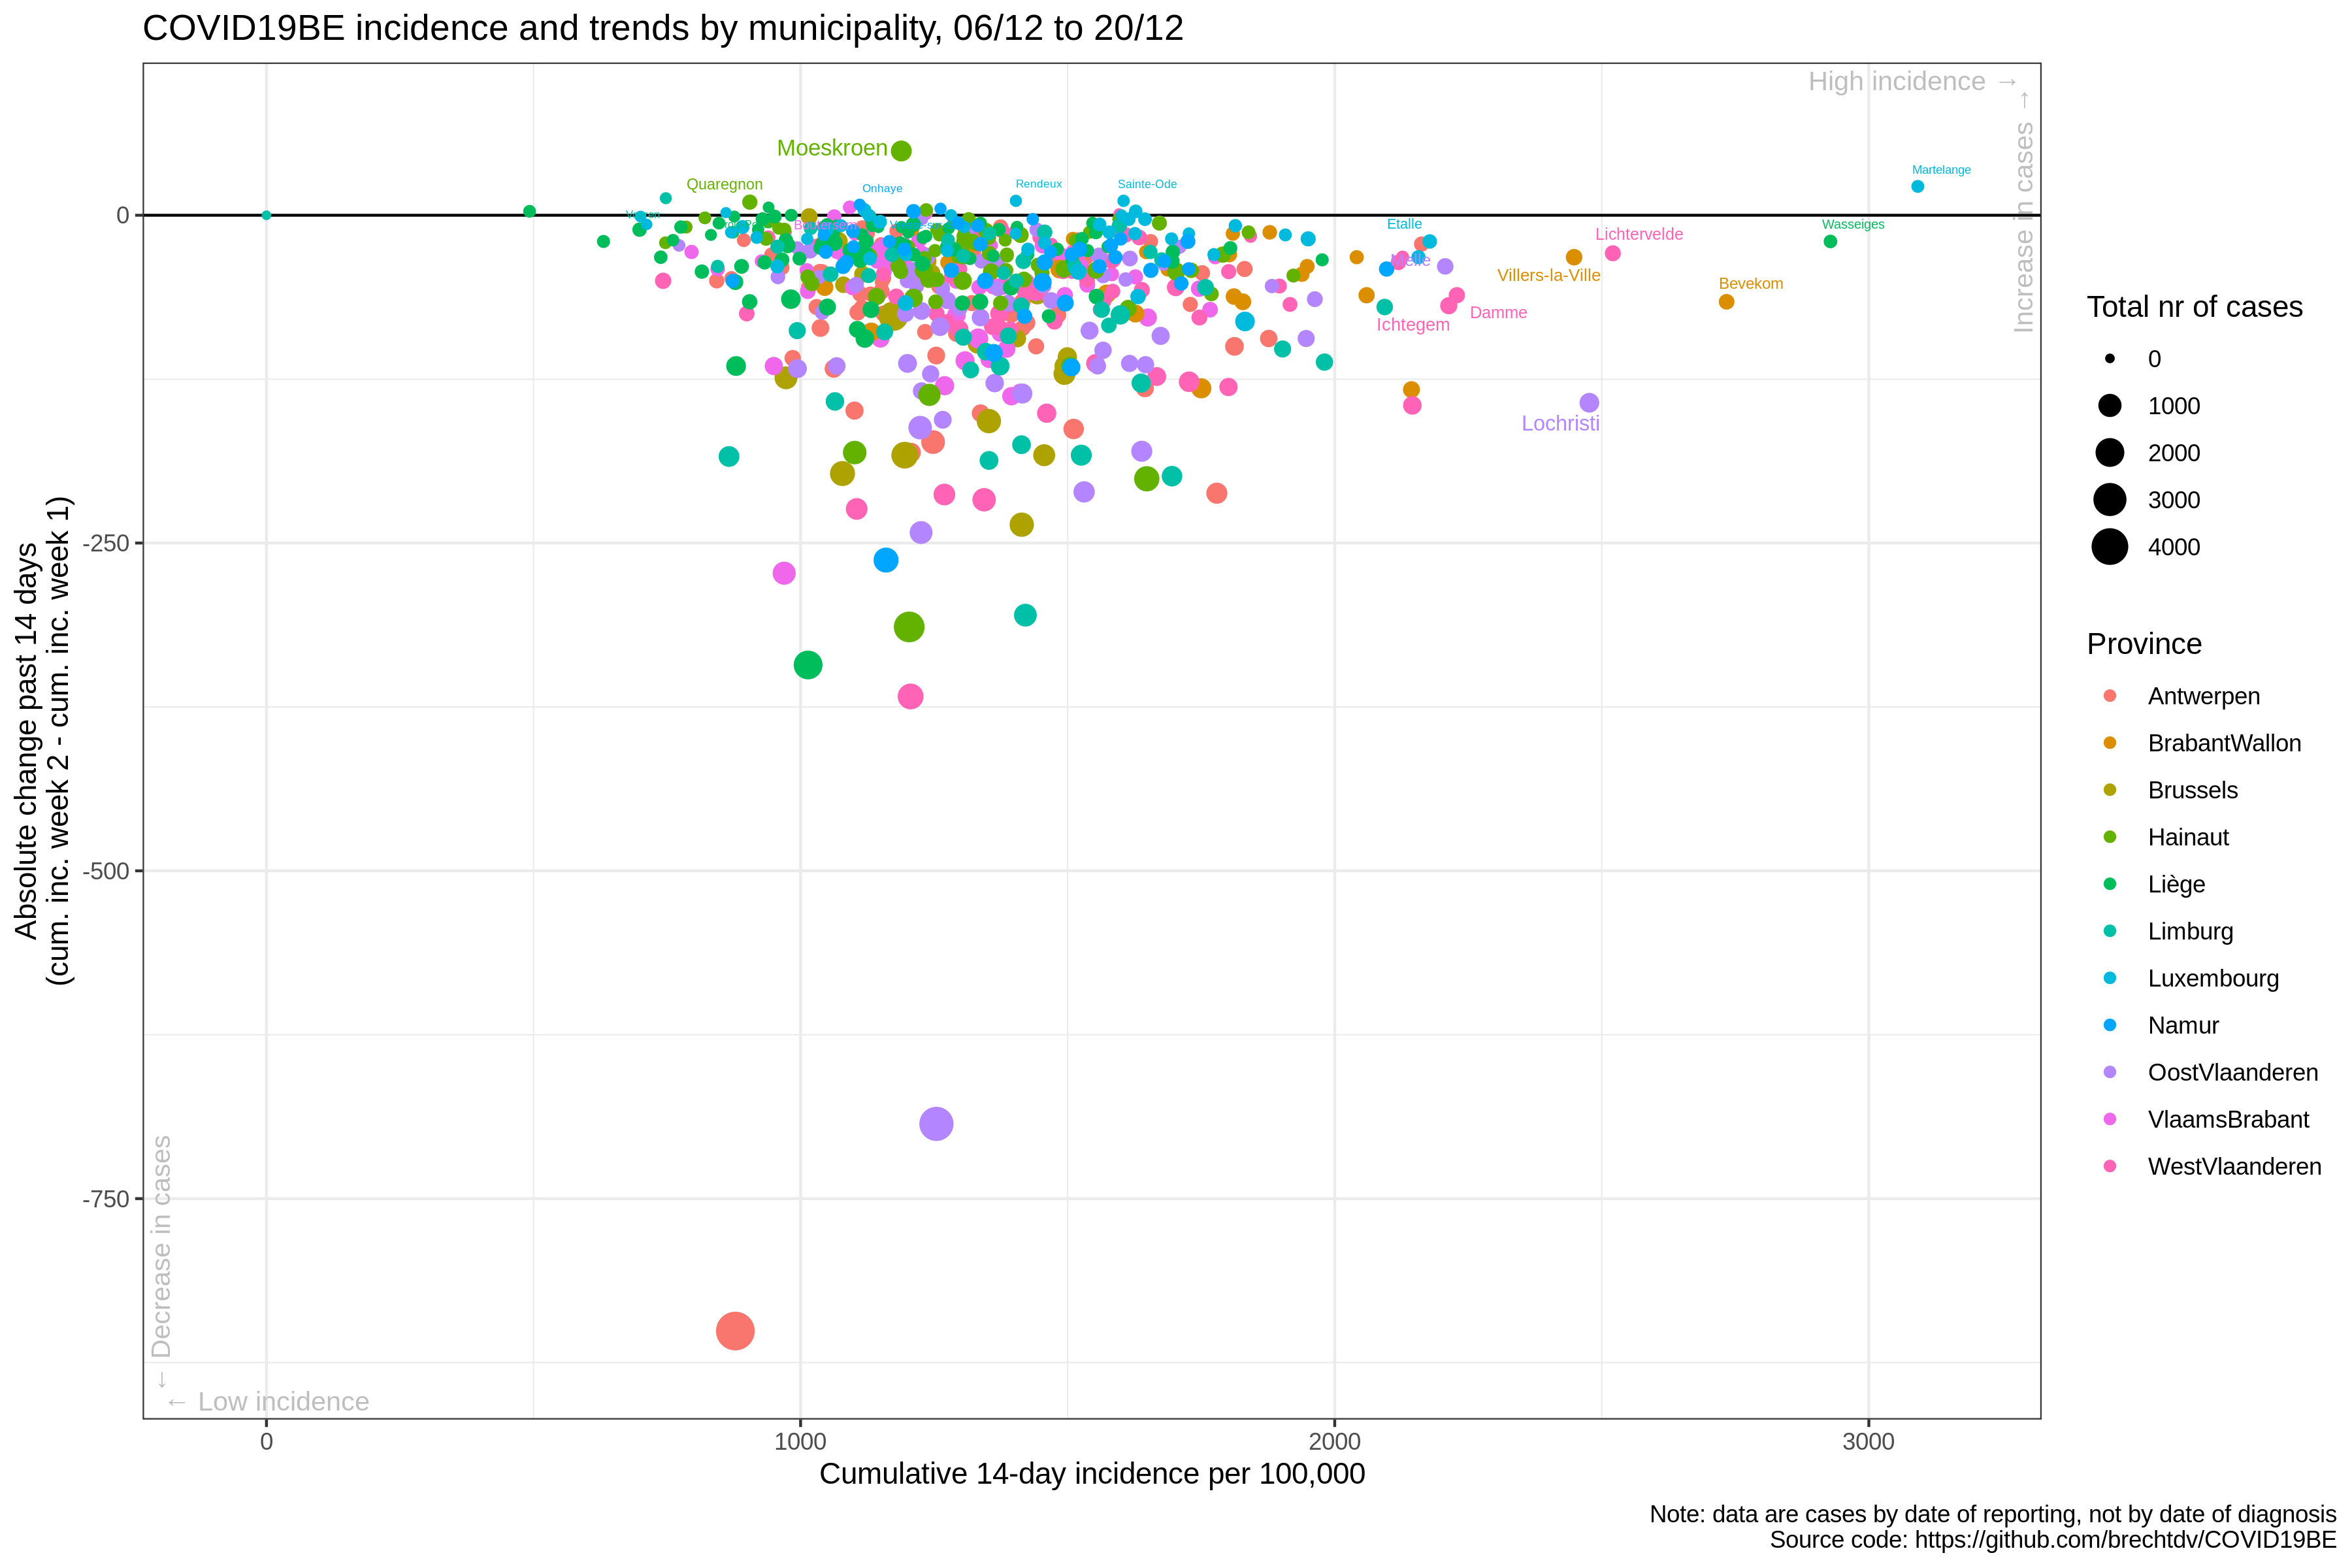 COVID19BE incidence and trends by municipality, 06/12 to 20/12
High incidence →
Increase in cases →
Moeskroen
Quaregnon
Onhaye
Rendeux
Sainte-Ode
Martelange
Etalle
Wasseiges
Lichtervelde
Melle
Villers-la-Ville
Bevekom
Damme
Ichtegem
Lochristi
← Decrease in cases
← Low incidence
0
-250
-500
-750
0
1000
2000
3000
Absolute change past 14 days
(cum. inc. week 2 - cum. inc. week 1)
Cumulative 14-day incidence per 100,000
Total nr of cases
0
1000
2000
3000
4000
Province
Antwerpen
BrabantWallon
Brussels
Hainaut
Liège
Limburg
Luxembourg
Namur
OostVlaanderen
VlaamsBrabant
WestVlaanderen
Note: data are cases by date of reporting, not by date of diagnosis
Source code: https://github.com/brechtdv/COVID19BE